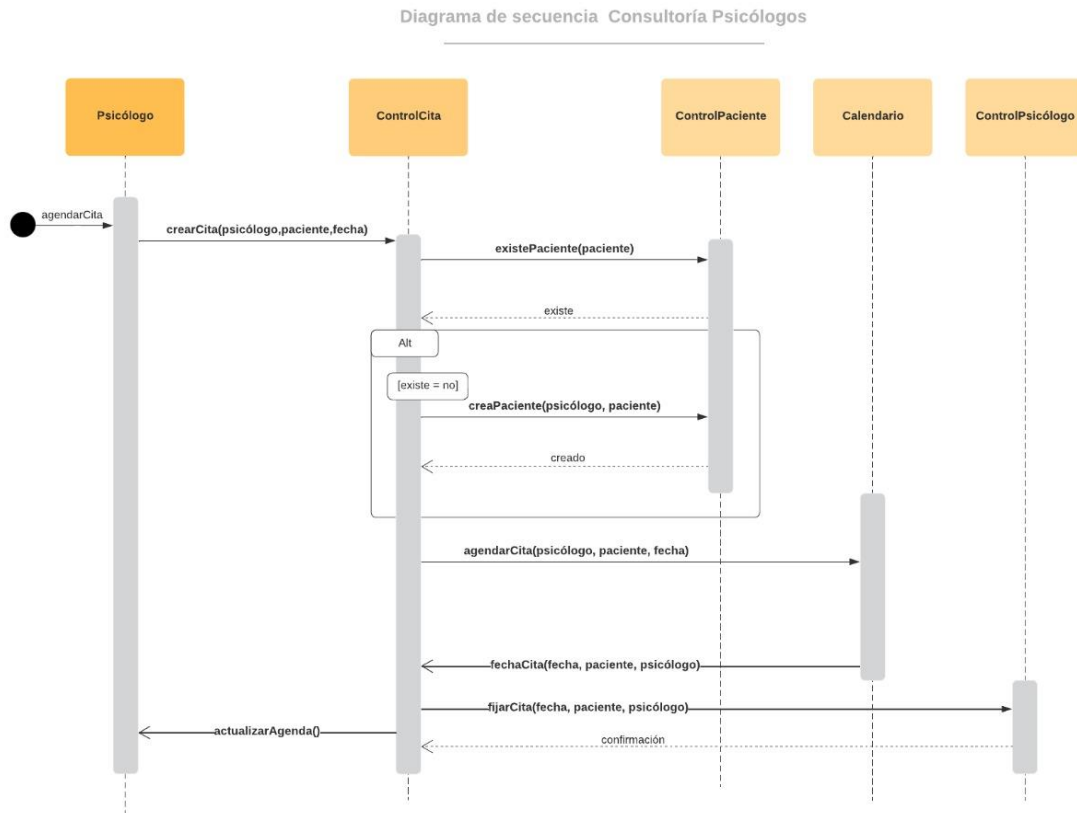 Diagrama de secuencia Consultoría Psicólogos
Psicólogo
ControlCita
ControlPaciente
Calendario
ControlPsicólogo
agendarCita
crearCita(psicólogo,paciente,fecha)
existePaciente(paciente)
existe
Alt
[existe = no]
creaPaciente(psicólogo, paciente)
creado
agendarCita(psicólogo, paciente, fecha)
fechaCita(fecha, paciente, psicólogo)
fijarCita(fecha, paciente, psicólogo)
actualizarAgenda()
confirmación